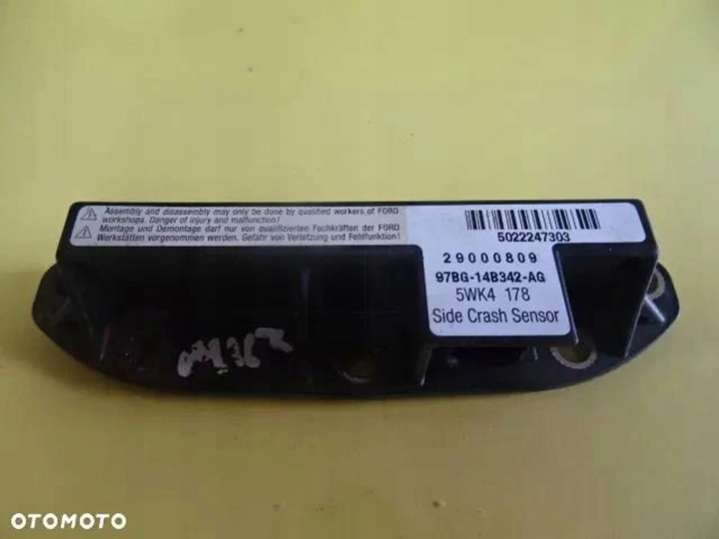 Assembly and disassembly may only be done by qualified workers of FORD
workshops. Danger of injury and malfunction!
Montage und Demontage darf nur von qualifizierten Fachkräften der FORD
Werkstätten vorgenommen werden. Gefahr von Verletzung und Fehlfunktion!
5022247303
29000809
97BG-14B342-AG
5WK4 178
Side Crash Sensor
OTOMOTO